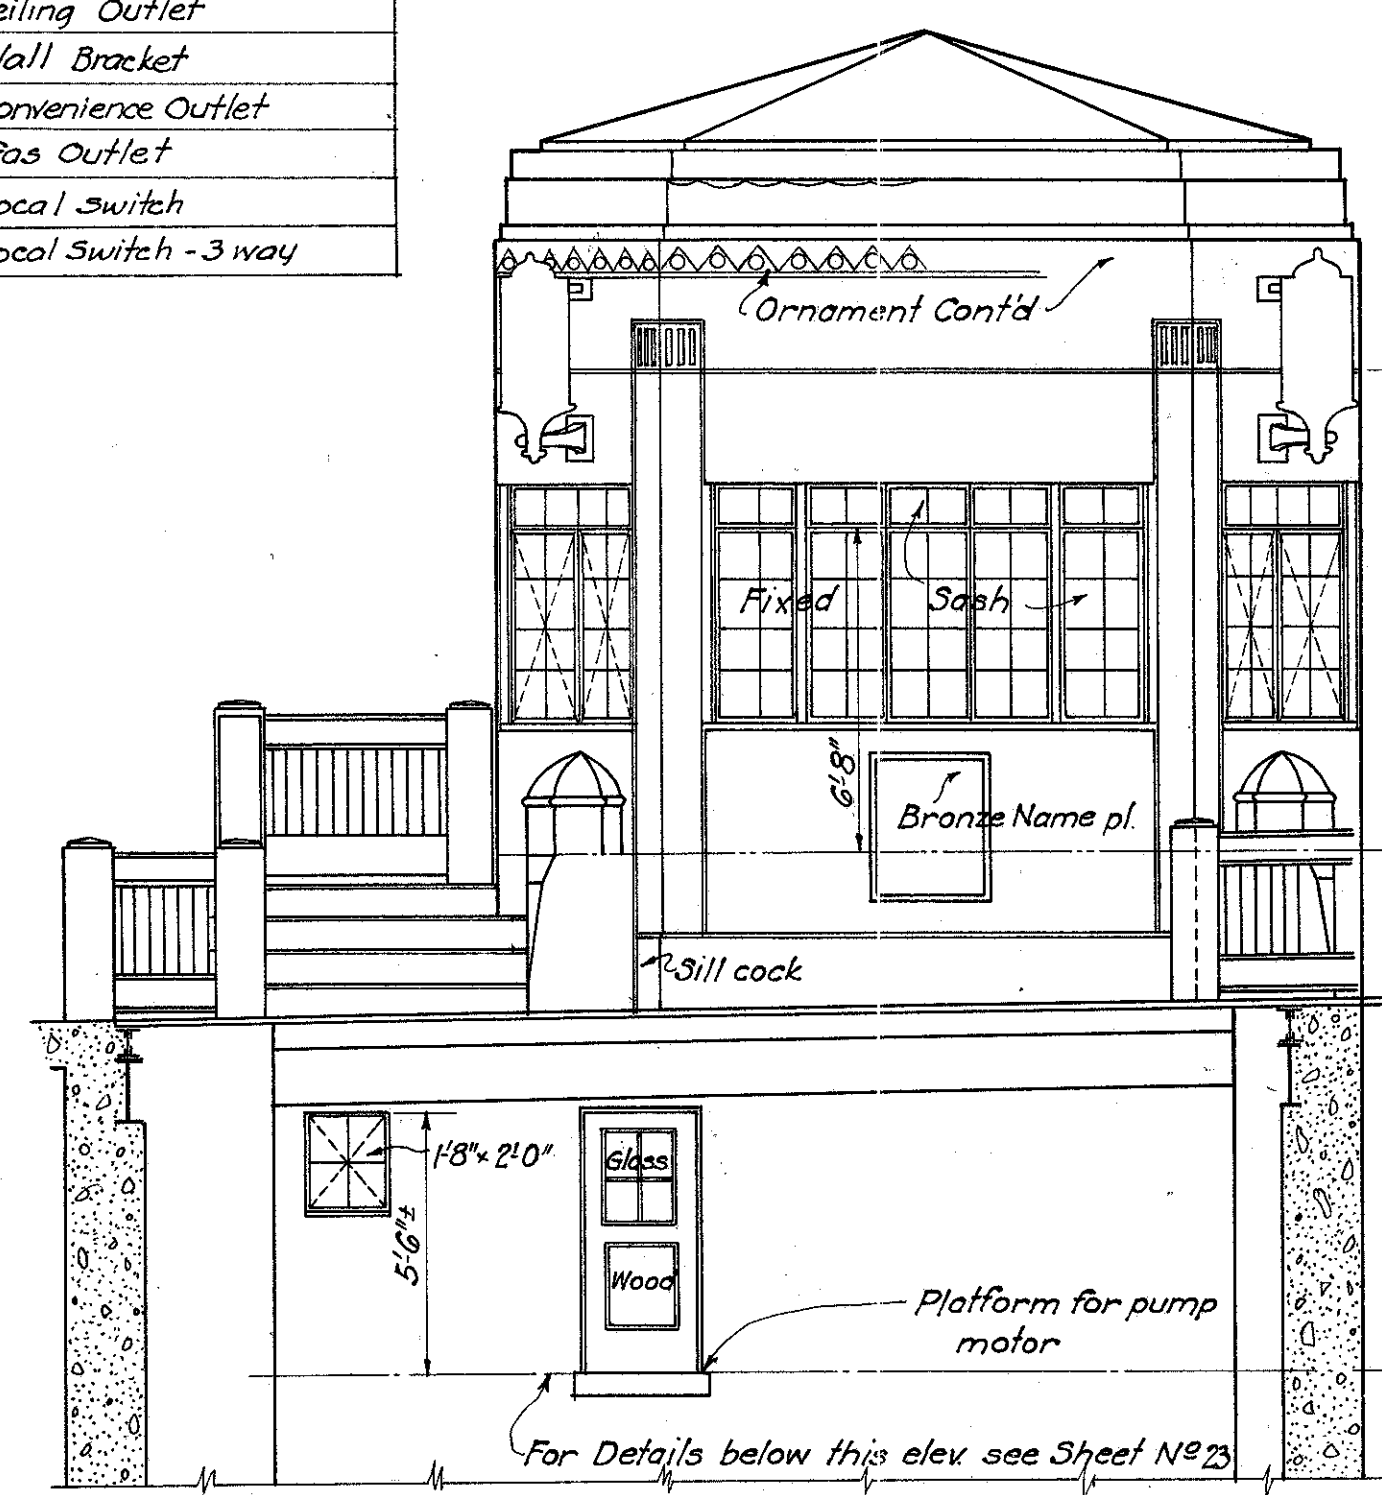 eiling Outlet
Wall Bracket
onvenience Outlet
Gas Outlet
ocal switch
ocal Switch - 3 way
Ornament Cont'd
Fixed
Sash
6'-8"
Bronze Name pl.
Sill cock
1'-8" x 2'-0"
Glass
5'-6"±
Wood
Platform for pump
motor
For Details below this elev. see Sheet Nº 23